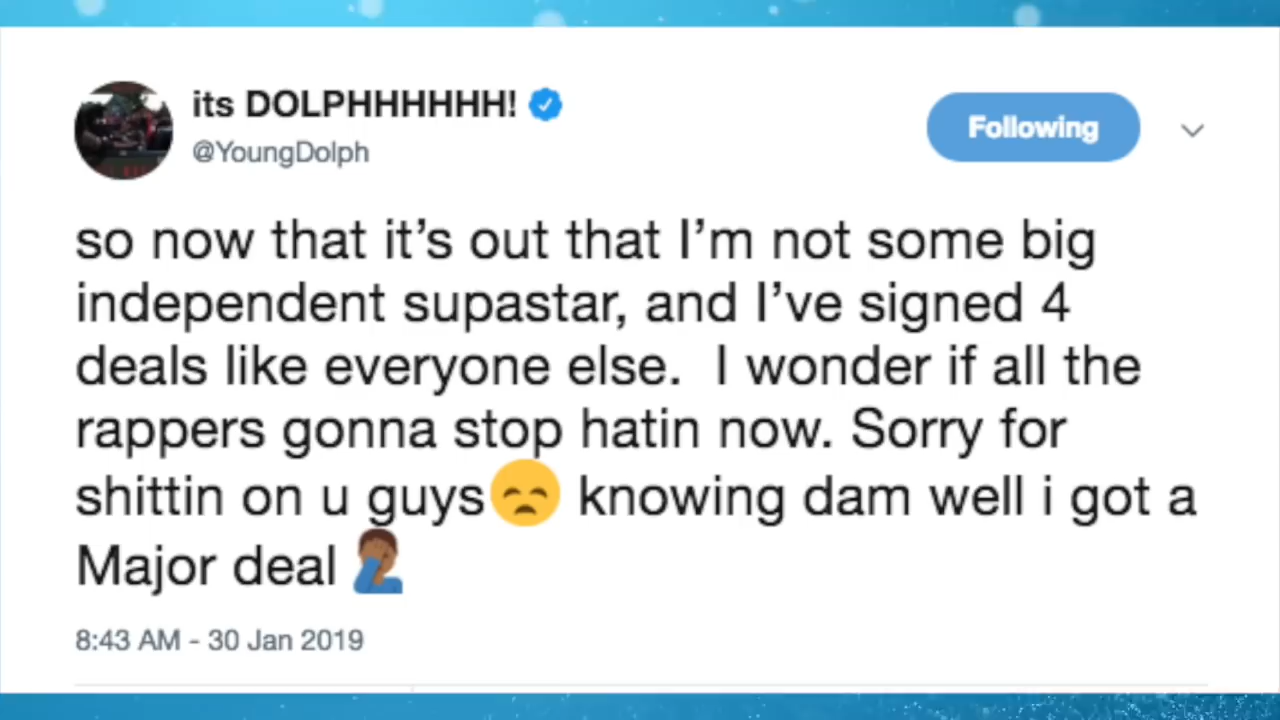 its DOLPHHHHHH!
@YoungDolph
Following
so now that it's out that I'm not some big
independent supastar, and I've signed 4
deals like everyone else.  I wonder if all the
rappers gonna stop hatin now. Sorry for
shittin on u guys😞 knowing dam well i got a
Major deal🤦🏾‍♂️
8:43 AM - 30 Jan 2019